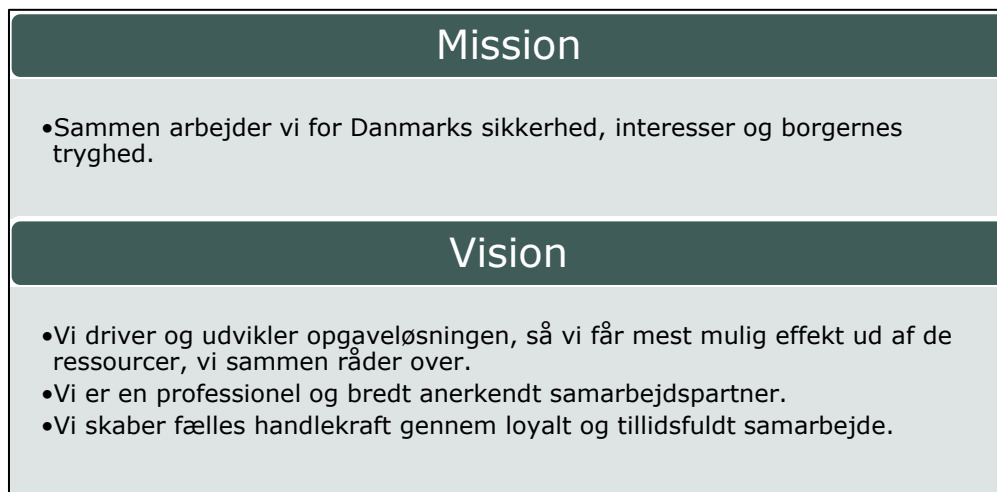 Mission
•Sammen arbejder vi for Danmarks sikkerhed, interesser og borgernes
tryghed.
Vision
•Vi driver og udvikler opgaveløsningen, så vi får mest mulig effekt ud af de
ressourcer, vi sammen råder over.
•Vi er en professionel og bredt anerkendt samarbejdspartner.
•Vi skaber fælles handlekraft gennem loyalt og tillidsfuldt samarbejde.